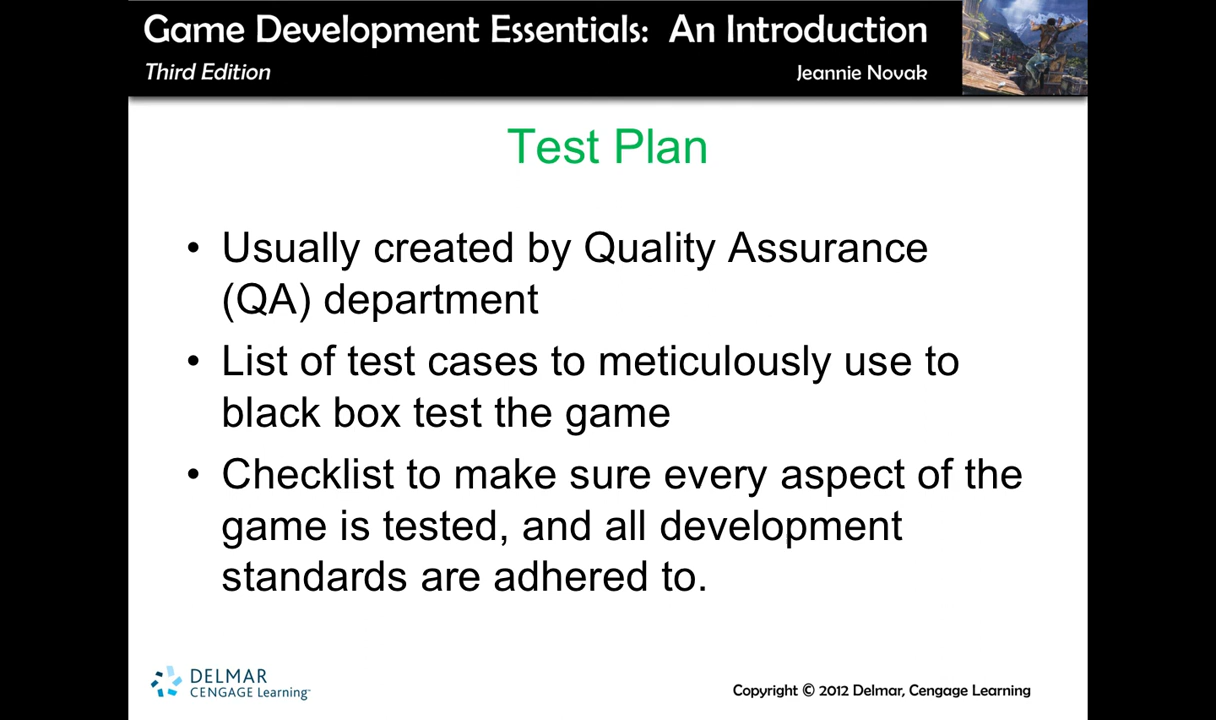 Game Development Essentials: An Introduction
Third Edition
Jeannie Novak
Test Plan
• Usually created by Quality Assurance
(QA) department
• List of test cases to meticulously use to
black box test the game
• Checklist to make sure every aspect of the
game is tested, and all development
standards are adhered to.
DELMAR
CENGAGE Learning™
Copyright © 2012 Delmar, Cengage Learning